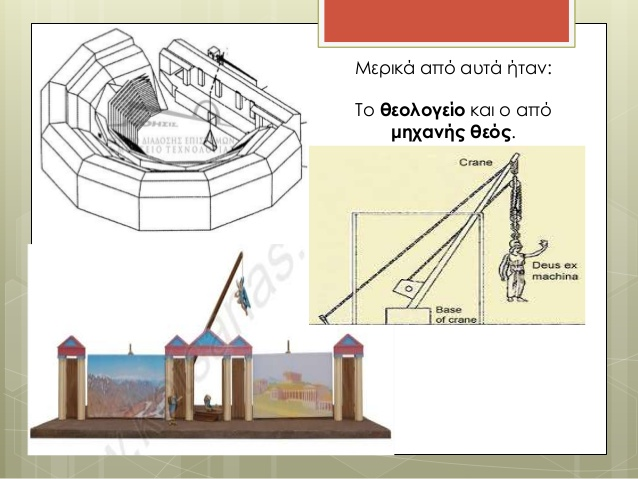 Μερικά από αυτά ήταν:
Το θεολογείο και ο από
μηχανής θεός.
Crane
Deus ex
machina
Base
of crane